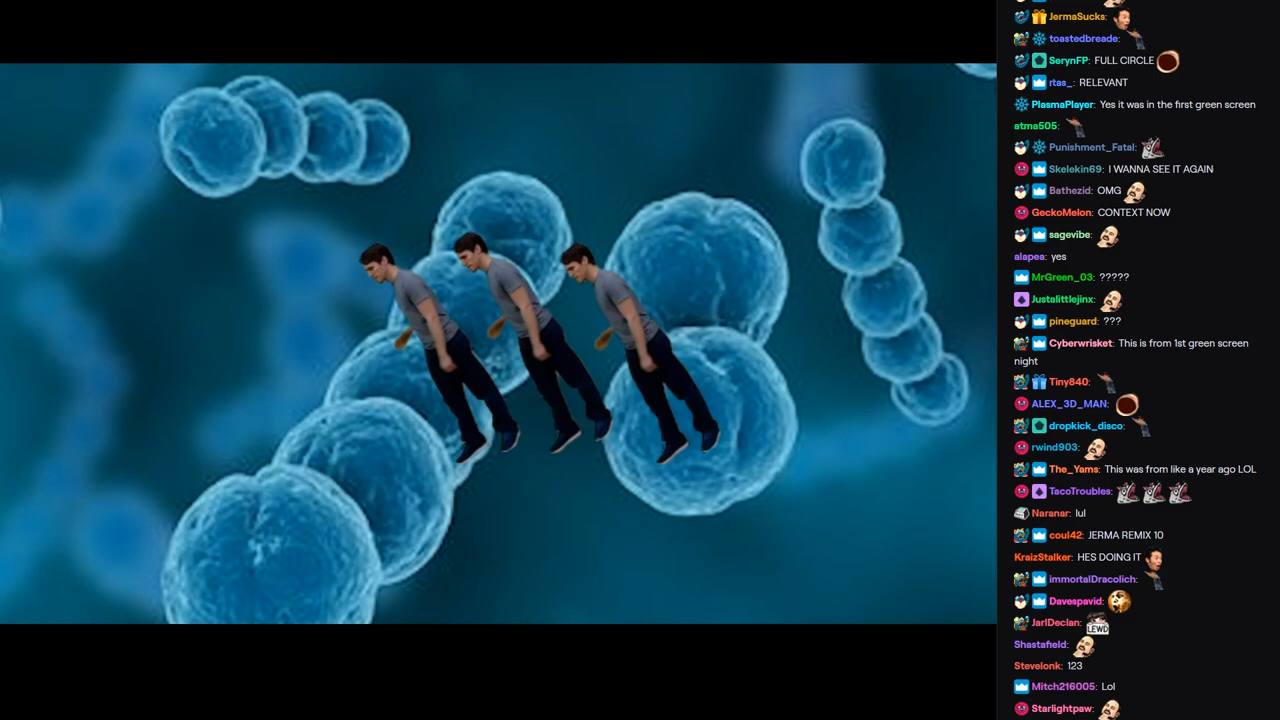 JermaSucks:
toastedbreade:
SerynFP: FULL CIRCLE
rtas_: RELEVANT
PlasmaPlayer: Yes it was in the first green screen
atma505:
Punishment_Fatal:
Skelekin69: I WANNA SEE IT AGAIN
Bathezid: OMG
GeckoMelon: CONTEXT NOW
sagevibe:
alapea: yes
MrGreen_03: ?????
Justalittlejinx:
pineguard: ???
Cyberwrisket: This is from 1st green screen
night
Tiny840:
ALEX_3D_MAN:
dropkick_disco:
rwind903:
The_Yams: This was from like a year ago LOL
TacoTroubles:
Naranar: lul
coul42: JERMA REMIX 10
KraizStalker: HES DOING IT
immortalDracolich:
Davespavid:
JarlDeclan: LEWD
Shastafield:
Stevelonk: 123
Mitch216005: Lol
Starlightpaw: